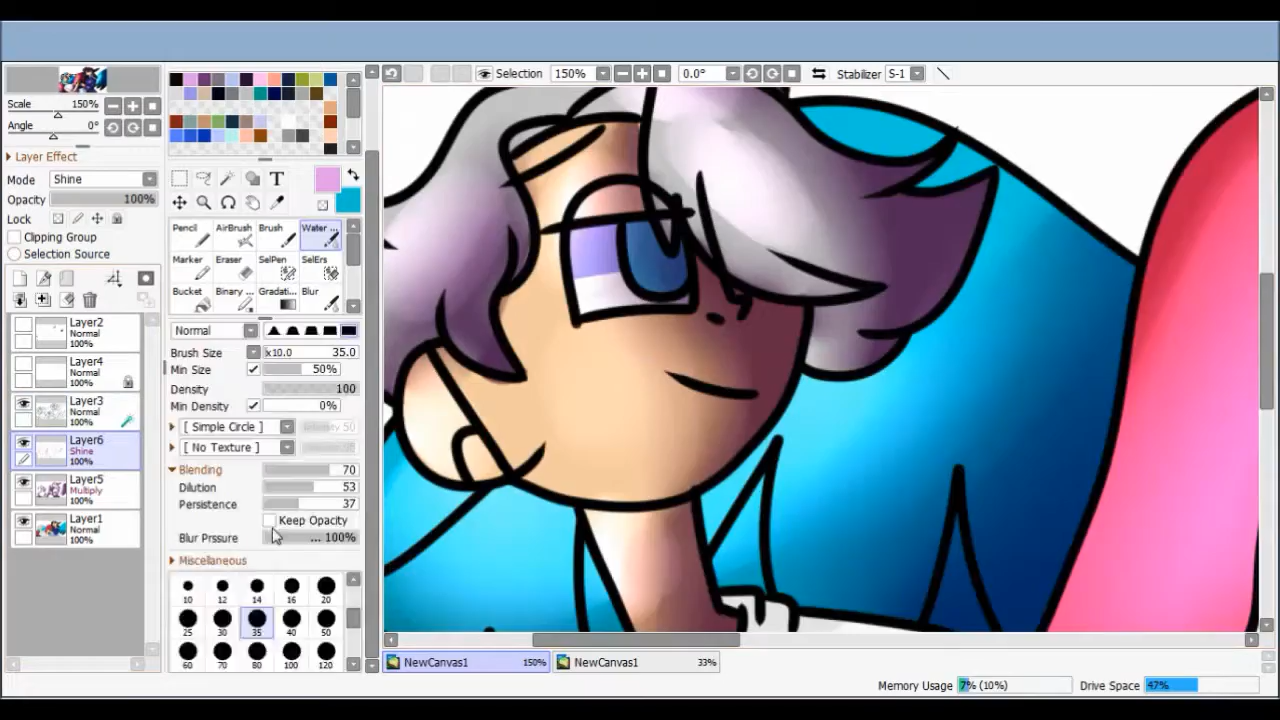 Selection 150% 0.0° Stabilizer S-1
Scale 150%
Angle 0°
Layer Effect
Mode Shine
Opacity 100%
Lock
Clipping Group
Selection Source
Layer2
Normal
100%
Layer4
Normal
100%
Layer3
Normal
100%
Layer6
Shine
100%
Layer5
Multiply
100%
Layer1
Normal
100%
T
Pencil AirBrush Brush Water ...
Marker Eraser SelPen SelErs
Bucket Binary ... Gradati... Blur
Normal
Brush Size x10.0 35.0
Min Size 50%
Density 100
Min Density 0%
[ Simple Circle ] Intensity 50
[ No Texture ]
Blending 70
Dilution 53
Persistence 37
Keep Opacity
Blur Prssure ... 100%
Miscellaneous
10 12 14 16 20
25 30 35 40 50
60 70 80 100 120
NewCanvas1 150% NewCanvas1 33%
Memory Usage 7% (10%) Drive Space 47%